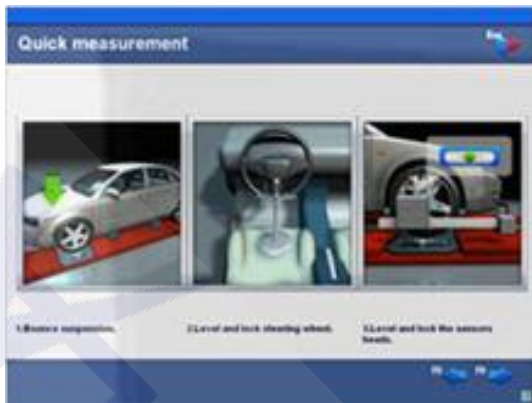 Quick measurement
1.Bounce suspension.
2.Level and lock steering wheel.
3.Level and lock the sensors
heads.